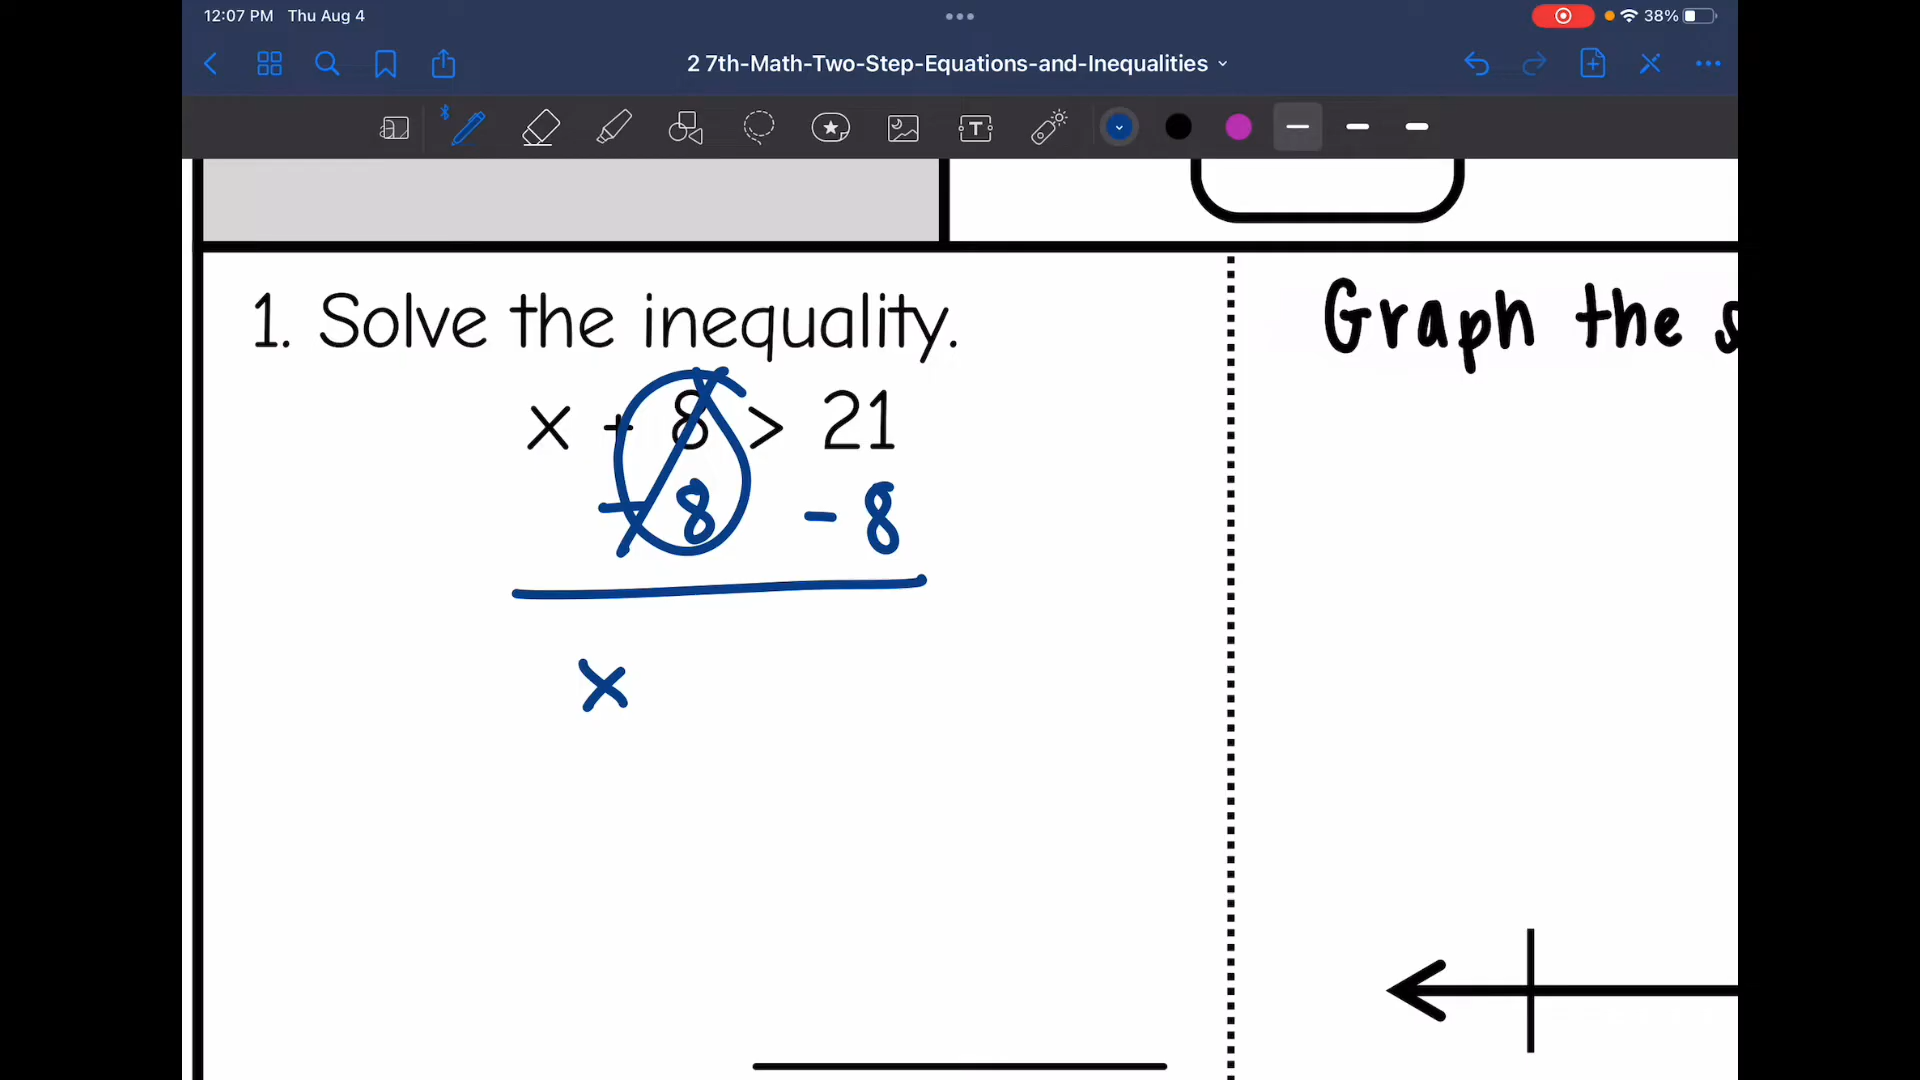 12:07 PM Thu Aug 4
38%
2 7th-Math-Two-Step-Equations-and-Inequalities
1. Solve the inequality.
Graph the s
x + 8 > 21
- 8 - 8
x